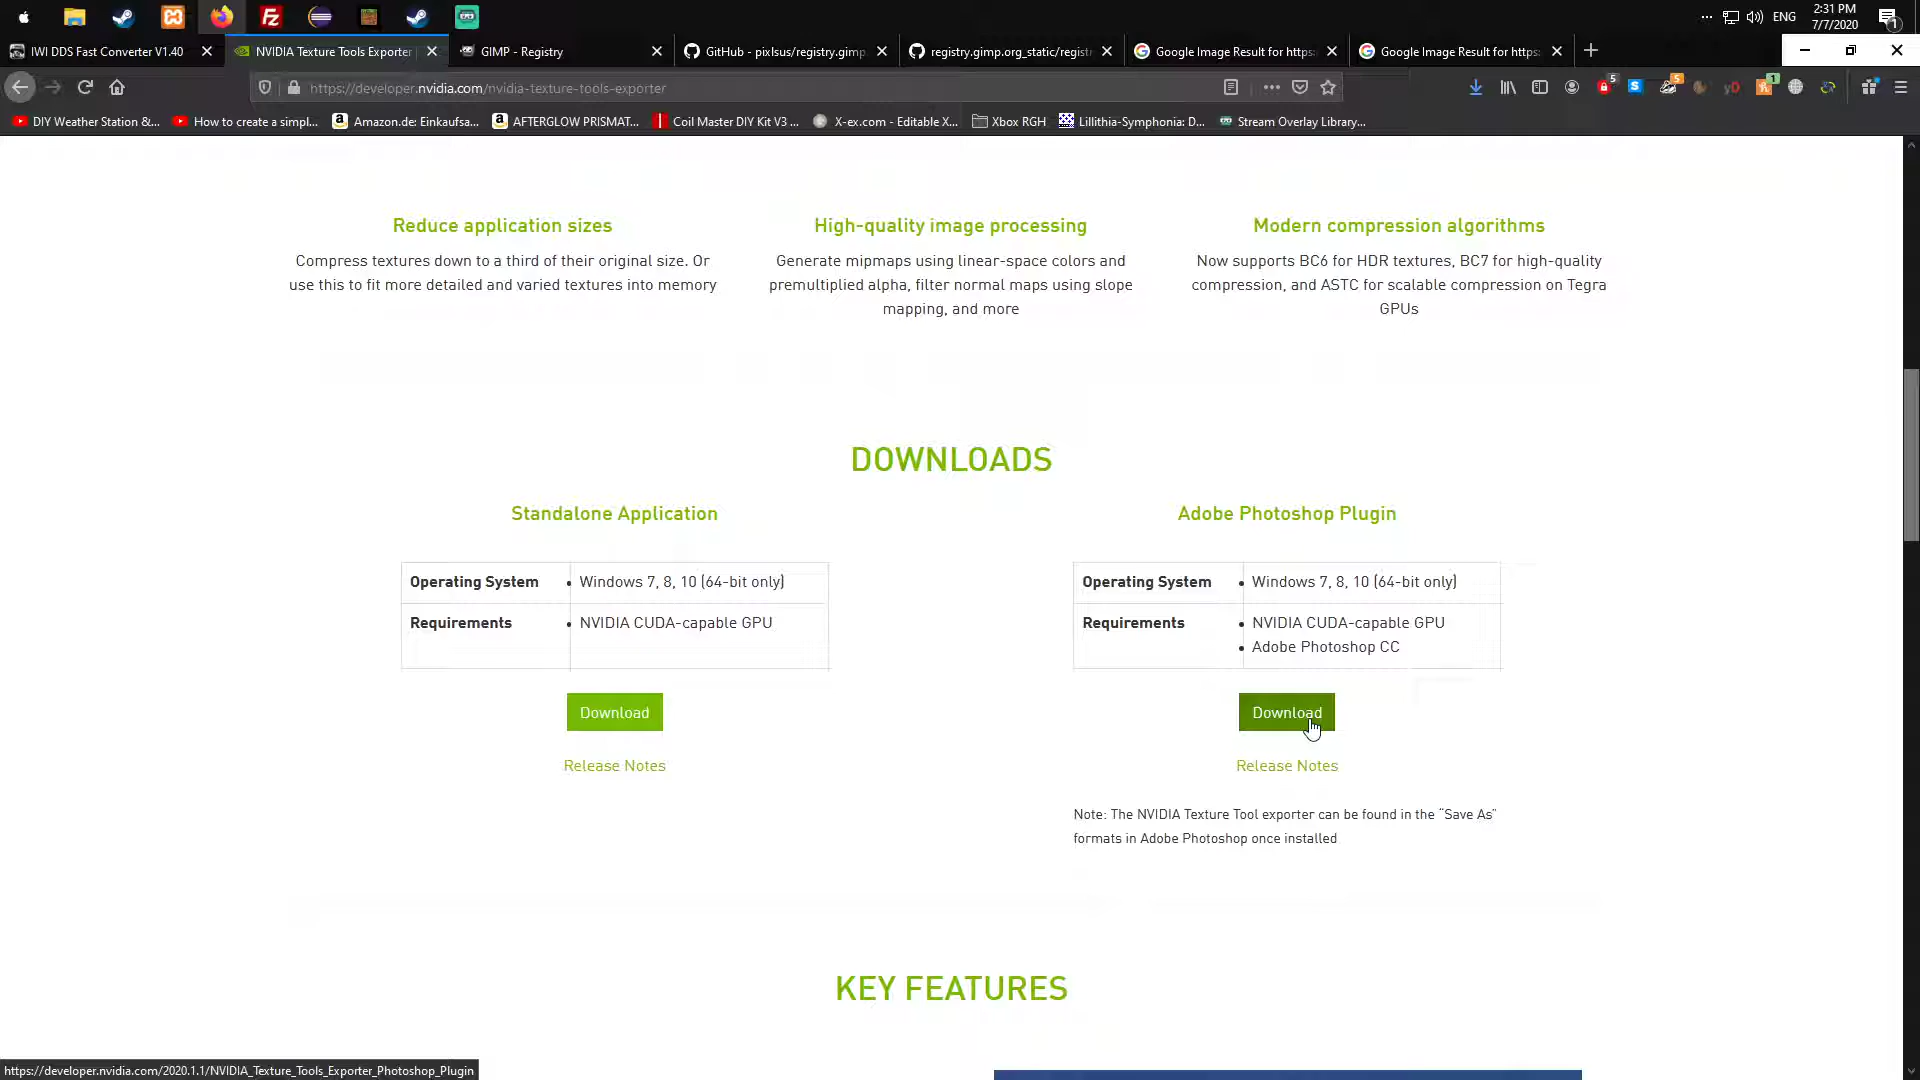 ENG
2:31 PM
7/7/2020
1
IWI DDS Fast Converter V1.40
NVIDIA Texture Tools Exporter
GIMP - Registry
GitHub - pixlsus/registry.gimp
registry.gimp.org_static/regist
Google Image Result for https:
Google Image Result for https:
https://developer.nvidia.com/nvidia-texture-tools-exporter
5
5
1
DIY Weather Station &...
How to create a simpl...
Amazon.de: Einkaufsa...
AFTERGLOW PRISMAT...
Coil Master DIY Kit V3 ...
X-ex.com - Editable X...
Xbox RGH
Lillithia-Symphonia: D...
Stream Overlay Library...
Reduce application sizes
Compress textures down to a third of their original size. Or
use this to fit more detailed and varied textures into memory
High-quality image processing
Generate mipmaps using linear-space colors and
premultiplied alpha, filter normal maps using slope
mapping, and more
Modern compression algorithms
Now supports BC6 for HDR textures, BC7 for high-quality
compression, and ASTC for scalable compression on Tegra
GPUs
DOWNLOADS
Standalone Application
Operating System
• Windows 7, 8, 10 (64-bit only)
Requirements
• NVIDIA CUDA-capable GPU
Download
Release Notes
Adobe Photoshop Plugin
Operating System
• Windows 7, 8, 10 (64-bit only)
Requirements
• NVIDIA CUDA-capable GPU
• Adobe Photoshop CC
Download
Release Notes
Note: The NVIDIA Texture Tool exporter can be found in the “Save As”
formats in Adobe Photoshop once installed
KEY FEATURES
https://developer.nvidia.com/2020.1.1/NVIDIA_Texture_Tools_Exporter_Photoshop_Plugin